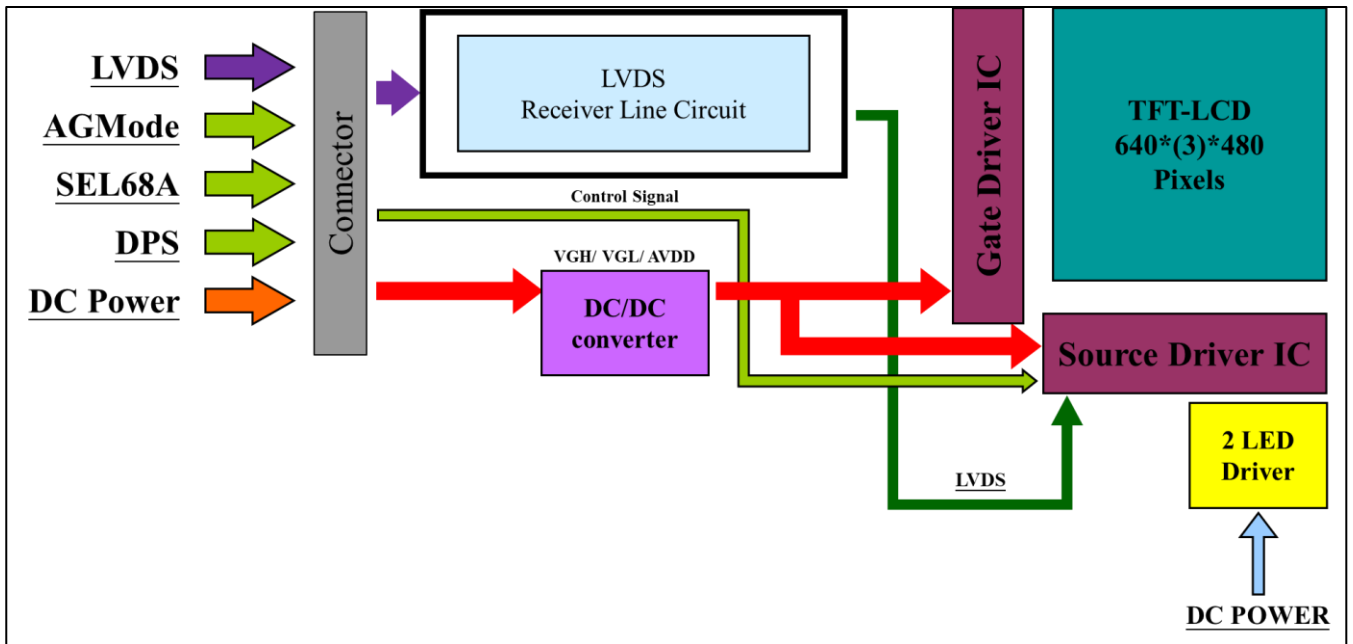 LVDS
AGMode
SEL68A
DPS
DC Power
Connector
LVDS
Receiver Line Circuit
Control Signal
VGH/ VGL/ AVDD
DC/DC
converter
Gate Driver IC
TFT-LCD
640*(3)*480
Pixels
Source Driver IC
2 LED
Driver
LVDS
DC POWER